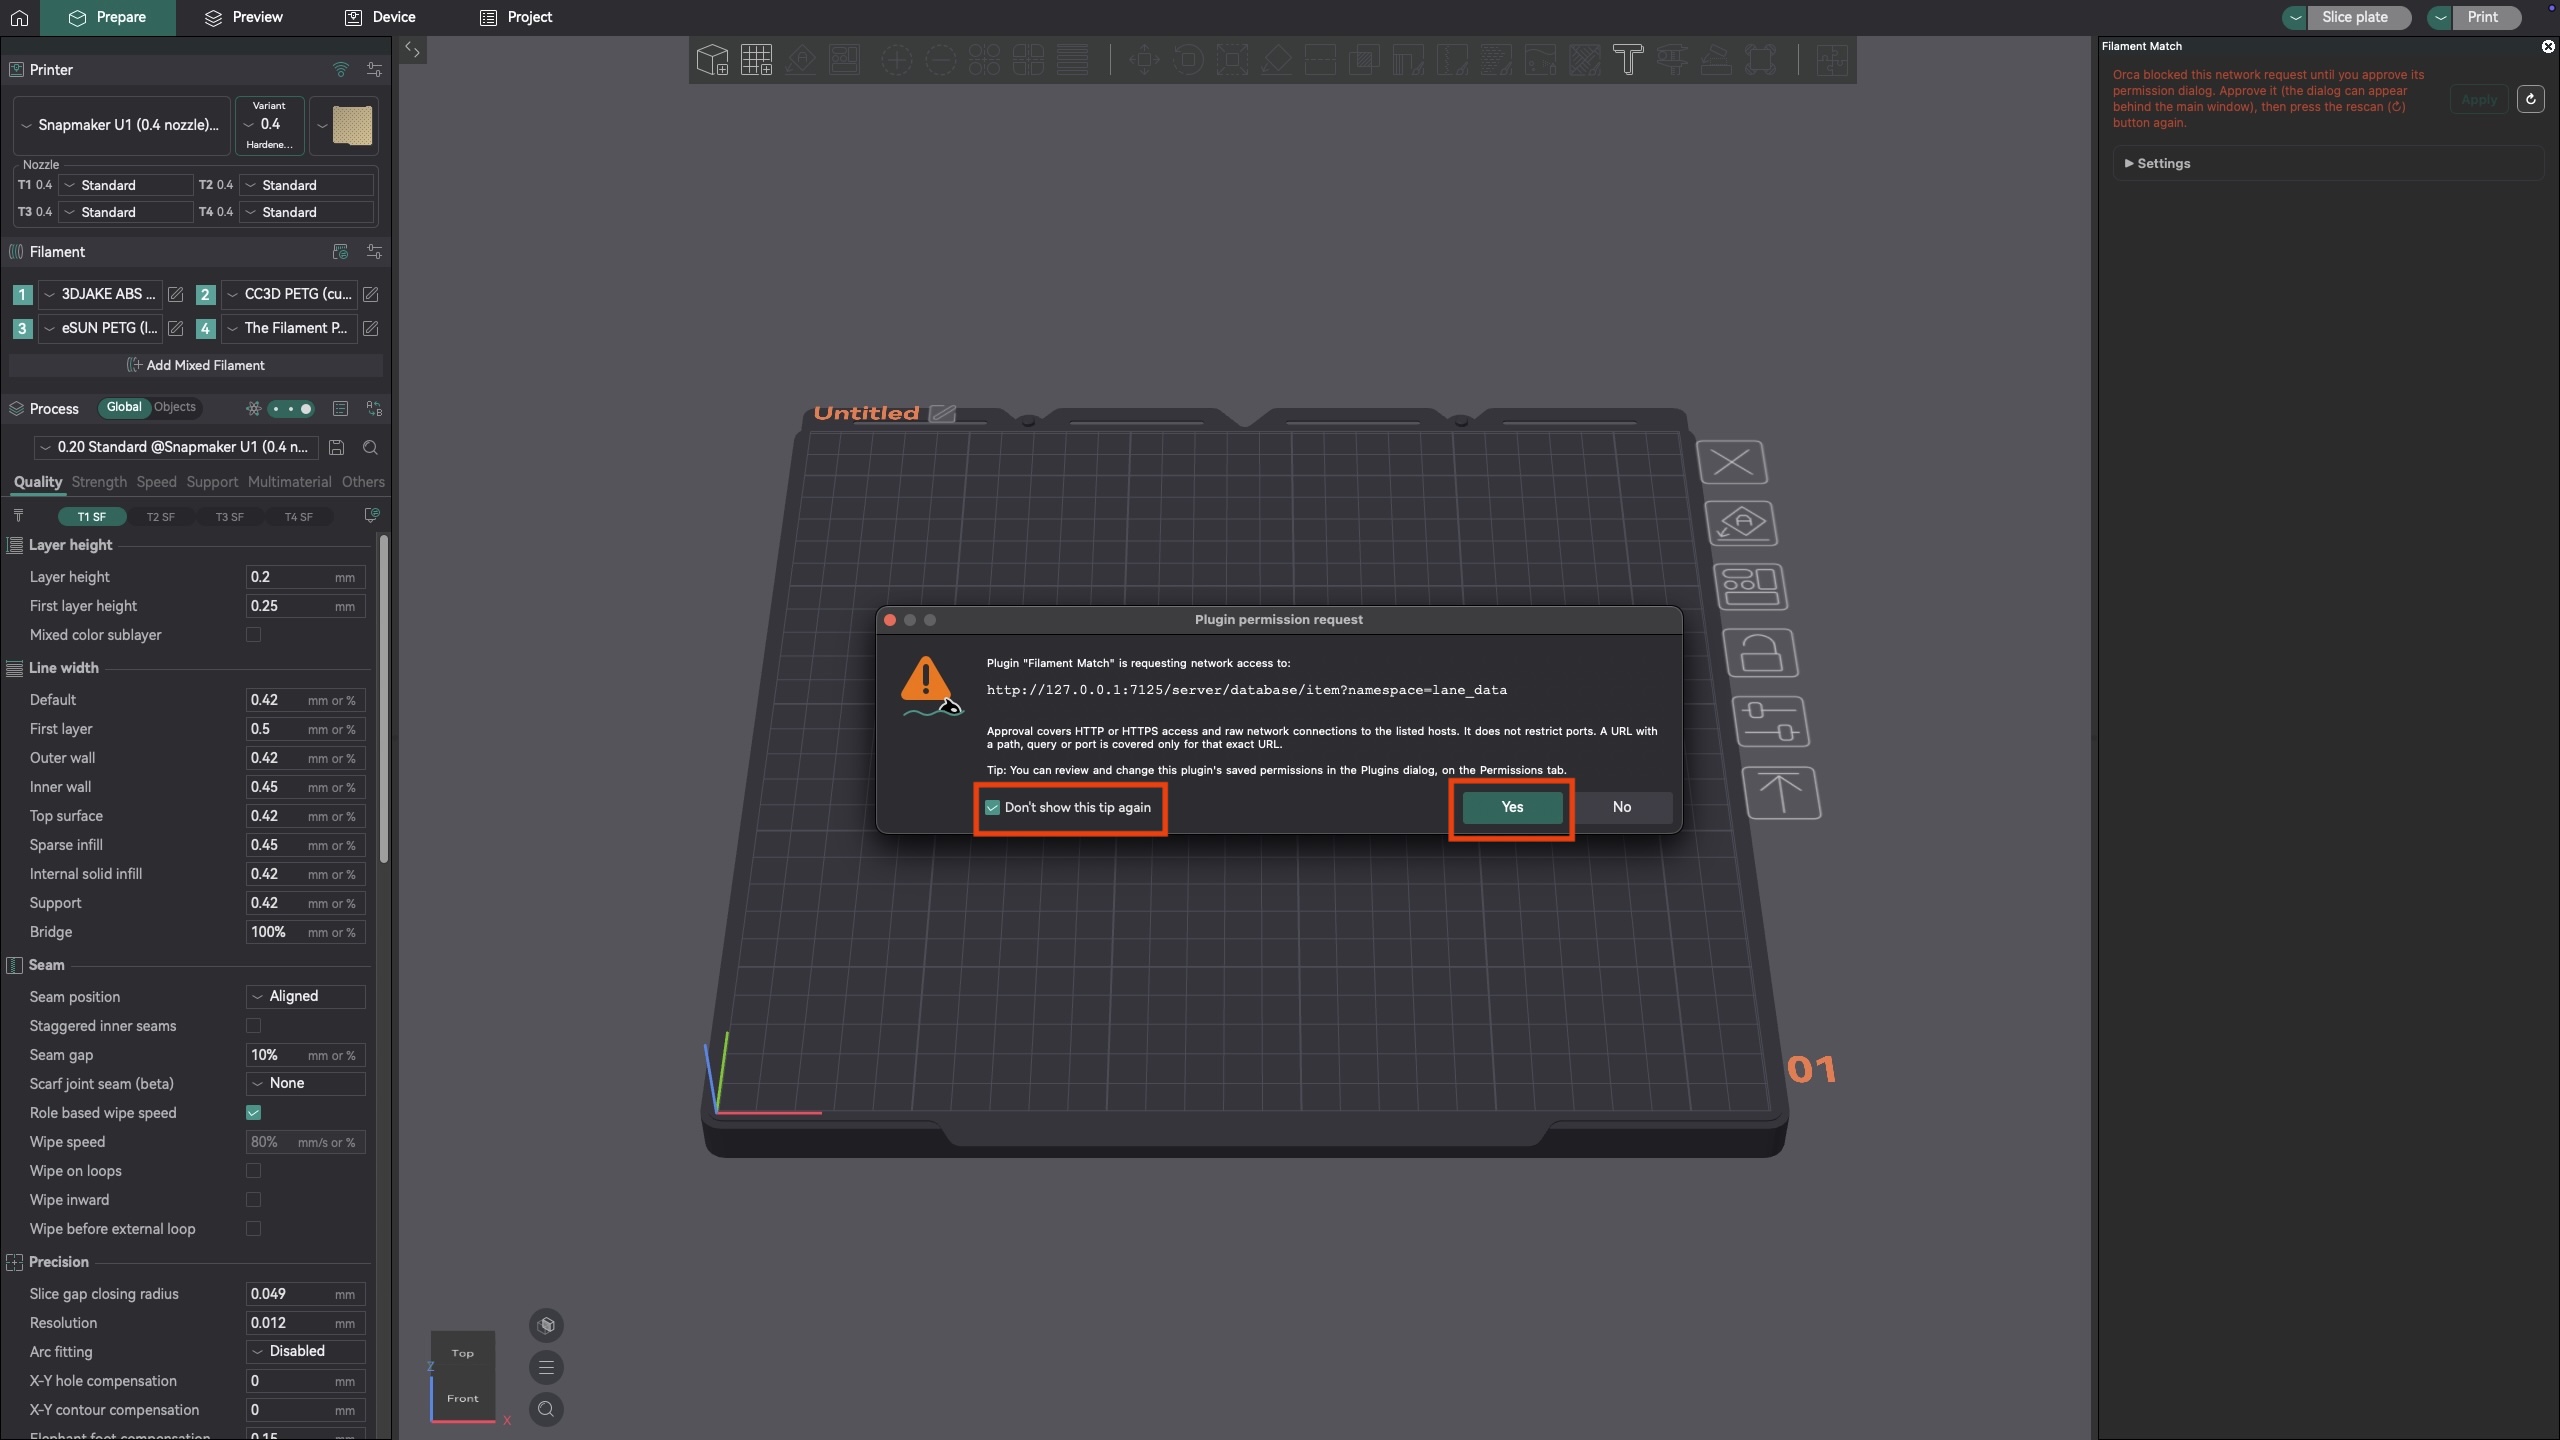 Prepare
Preview
Device
Project
Slice plate
Print
Printer
Snapmaker U1 (0.4 nozzle)...
Variant
0.4
Hardene...
Nozzle
T1 0.4 Standard T2 0.4 Standard
T3 0.4 Standard T4 0.4 Standard
Filament
1 3DJAKE ABS ... 2 CC3D PETG (cu...
3 eSUN PETG (l... 4 The Filament P...
Add Mixed Filament
Process Global Objects
0.20 Standard @Snapmaker U1 (0.4 n...
Quality Strength Speed Support Multimaterial Others
T1 SF T2 SF T3 SF T4 SF
Layer height
Layer height 0.2 mm
First layer height 0.25 mm
Mixed color sublayer
Line width
Default 0.42 mm or %
First layer 0.5 mm or %
Outer wall 0.42 mm or %
Inner wall 0.45 mm or %
Top surface 0.42 mm or %
Sparse infill 0.45 mm or %
Internal solid infill 0.42 mm or %
Support 0.42 mm or %
Bridge 100% mm or %
Seam
Seam position Aligned
Staggered inner seams
Seam gap 10% mm or %
Scarf joint seam (beta) None
Role based wipe speed
Wipe speed 80% mm/s or %
Wipe on loops
Wipe inward
Wipe before external loop
Precision
Slice gap closing radius 0.049 mm
Resolution 0.012 mm
Arc fitting Disabled
X-Y hole compensation 0 mm
X-Y contour compensation 0 mm
Elephant foot compensation 0.15 mm
Untitled
01
Top
Front
Z
X
Plugin permission request
Plugin "Filament Match" is requesting network access to:
http://127.0.0.1:7125/server/database/item?namespace=lane_data
Approval covers HTTP or HTTPS access and raw network connections to the listed hosts. It does not restrict ports. A URL with
a path, query or port is covered only for that exact URL.
Tip: You can review and change this plugin's saved permissions in the Plugins dialog, on the Permissions tab.
Don't show this tip again
Yes
No
Filament Match
Orca blocked this network request until you approve its
permission dialog. Approve it (the dialog can appear
behind the main window), then press the rescan (↻)
button again.
Apply
Settings